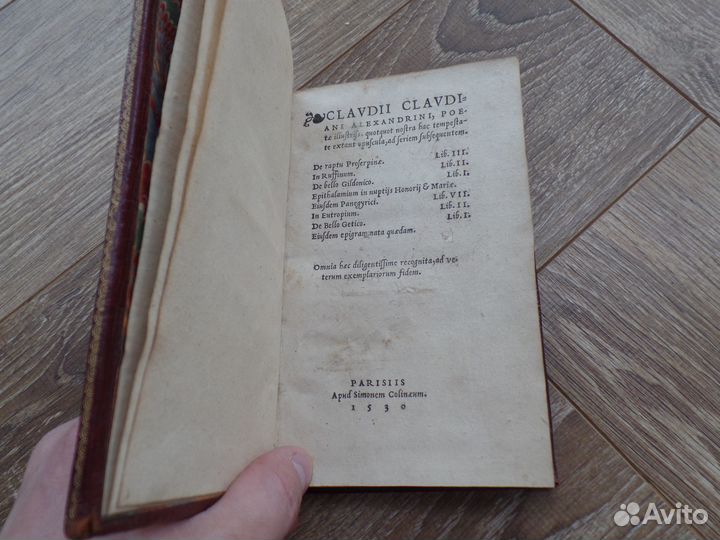 ❧CLAVDII CLAVDI-
ANI ALEXANDRINI, POE-
tæ illustriss. quotquot nostra hac tempesta-
te extant opuscula, ad seriem subsequentem.
De raptu Proserpinæ. Lib. III.
In Ruffinum. Lib. II.
De bello Gildonico. Lib. I.
Epithalamium in nuptijs Honorij & Mariæ.
Eiusdem Panegyrici. Lib. VII.
In Eutropium. Lib. II.
De Bello Getico. Lib. I.
Eiusdem epigrammata quædam.
Omnia hæc diligentissime recognita, ad ve-
terum exemplariorum fidem.
PARISIIS
Apud Simonem Colinæum.
1530
Avito